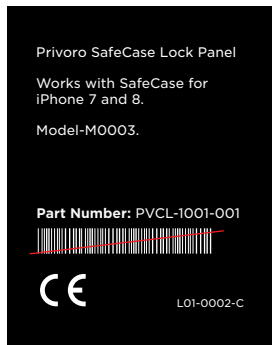 Privoro SafeCase Lock Panel
Works with SafeCase for
iPhone 7 and 8.
Model-M0003.
Part Number: PVCL-1001-001
CE
L01-0002-C